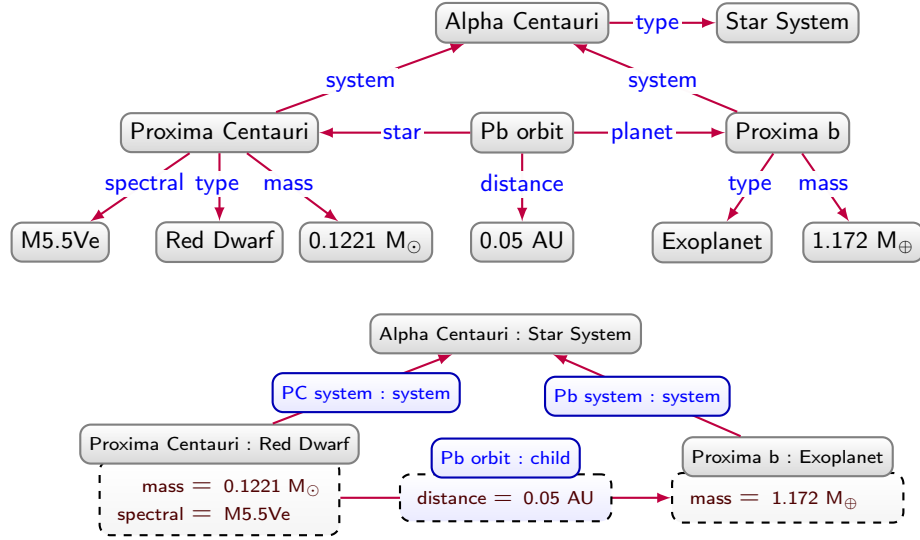 Alpha Centauri type Star System
system system
Proxima Centauri star Pb orbit planet Proxima b
spectral type mass distance type mass
M5.5Ve Red Dwarf 0.1221 M☉ 0.05 AU Exoplanet 1.172 M⊕
Alpha Centauri : Star System
PC system : system Pb system : system
Proxima Centauri : Red Dwarf Pb orbit : child Proxima b : Exoplanet
mass = 0.1221 M☉ distance = 0.05 AU mass = 1.172 M⊕
spectral = M5.5Ve